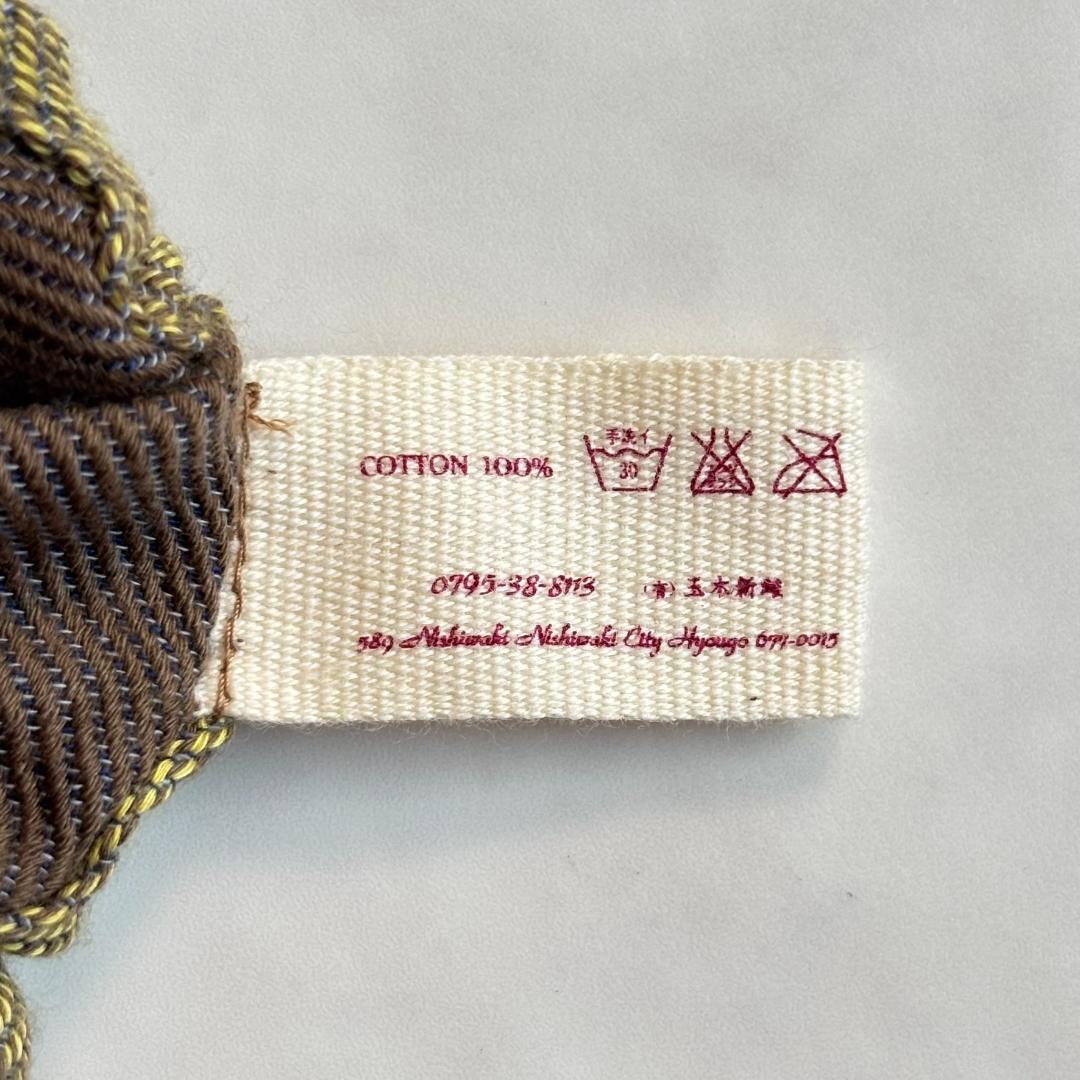 COTTON 100% 手洗イ 30
0795-38-8113 (有) 玉木新雌
589 Nishiwaki Nishiwaki City Hyougo 677-0015